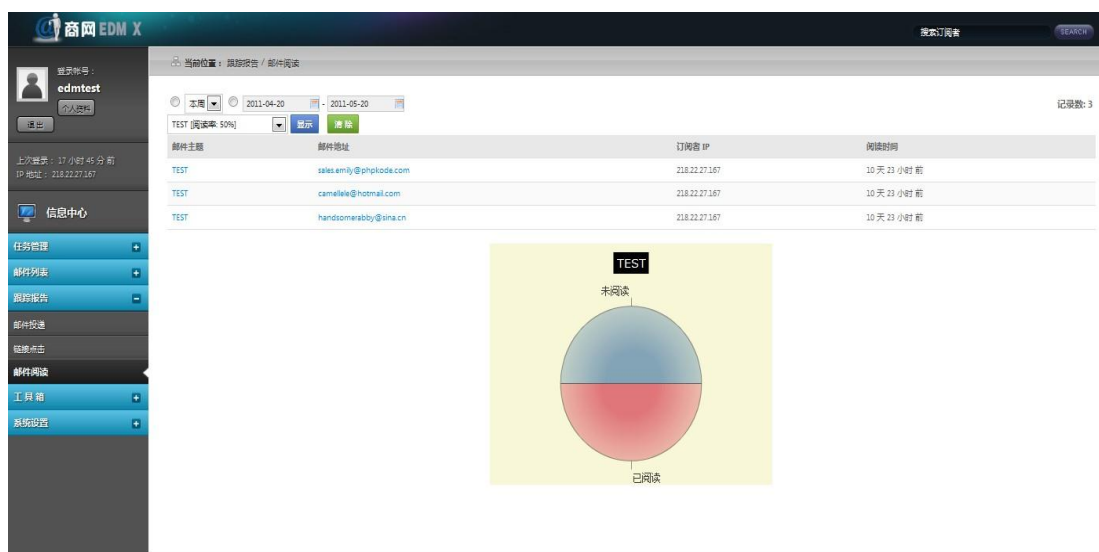 商网 EDM X
搜索订阅者
SEARCH
登录帐号：
edmtest
个人资料
退出
上次登录： 17 小时 45 分 前
IP 地址： 218.22.27.167
信息中心
任务管理
邮件列表
跟踪报告
邮件投递
链接点击
邮件阅读
工具箱
系统设置
当前位置： 跟踪报告 / 邮件阅读
本周 2011-04-20 - 2011-05-20
记录数: 3
TEST [阅读率: 50%] 显示 清除
邮件主题 邮件地址 订阅者 IP 阅读时间
TEST sales.emily@phpkode.com 218.22.27.167 10 天 23 小时 前
TEST camellele@hotmail.com 218.22.27.167 10 天 23 小时 前
TEST handsomerabby@sina.cn 218.22.27.167 10 天 23 小时 前
TEST
未阅读
已阅读